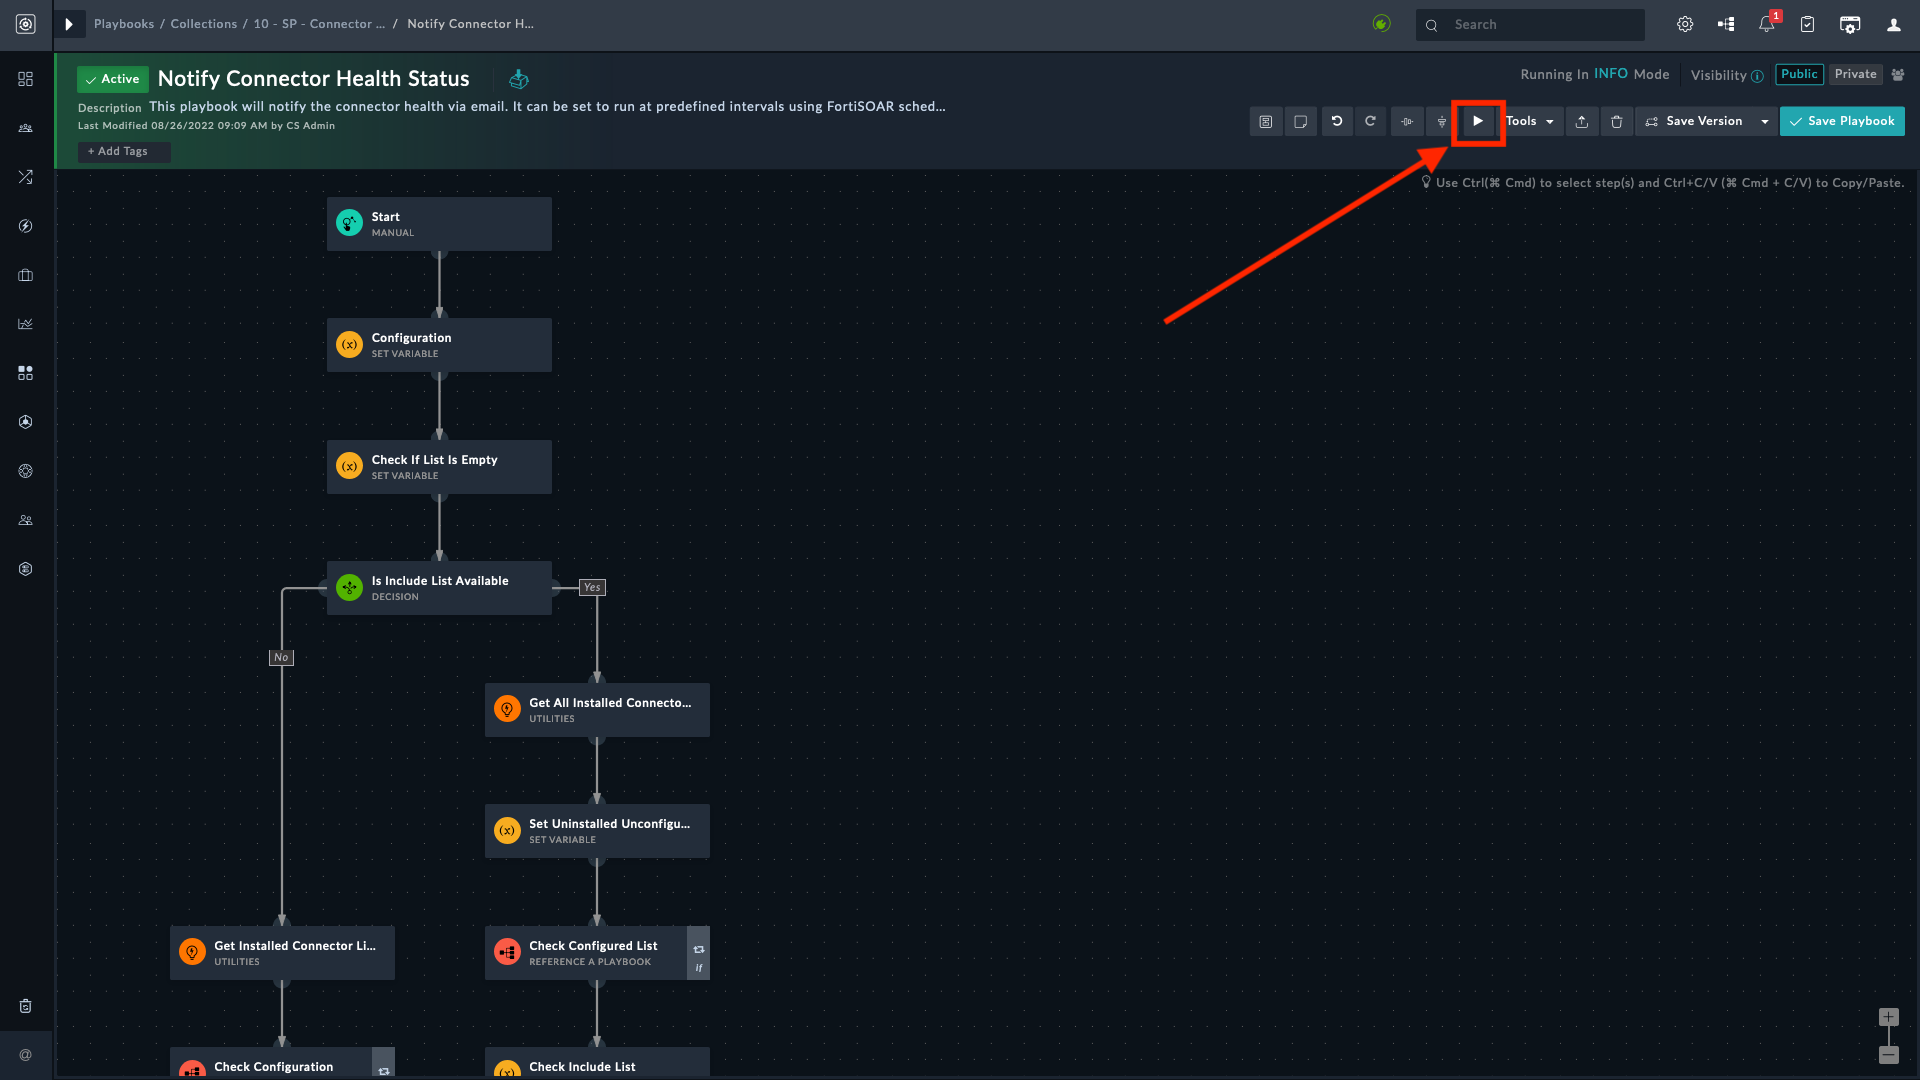 Playbooks / Collections / 10 - SP - Connector ... / Notify Connector H...
Search
1
Active
Notify Connector Health Status
Running In INFO Mode
Visibility
Public
Private
Description This playbook will notify the connector health via email. It can be set to run at predefined intervals using FortiSOAR sched...
Last Modified 08/26/2022 09:09 AM by CS Admin
+ Add Tags
Tools
Save Version
Save Playbook
Use Ctrl(⌘ Cmd) to select step(s) and Ctrl+C/V (⌘ Cmd + C/V) to Copy/Paste.
Start
MANUAL
(x)
Configuration
SET VARIABLE
(x)
Check If List Is Empty
SET VARIABLE
Is Include List Available
DECISION
Yes
No
Get All Installed Connecto...
UTILITIES
(x)
Set Uninstalled Unconfigu...
SET VARIABLE
Get Installed Connector Li...
UTILITIES
Check Configured List
REFERENCE A PLAYBOOK
if
Check Configuration
(x)
Check Include List
@